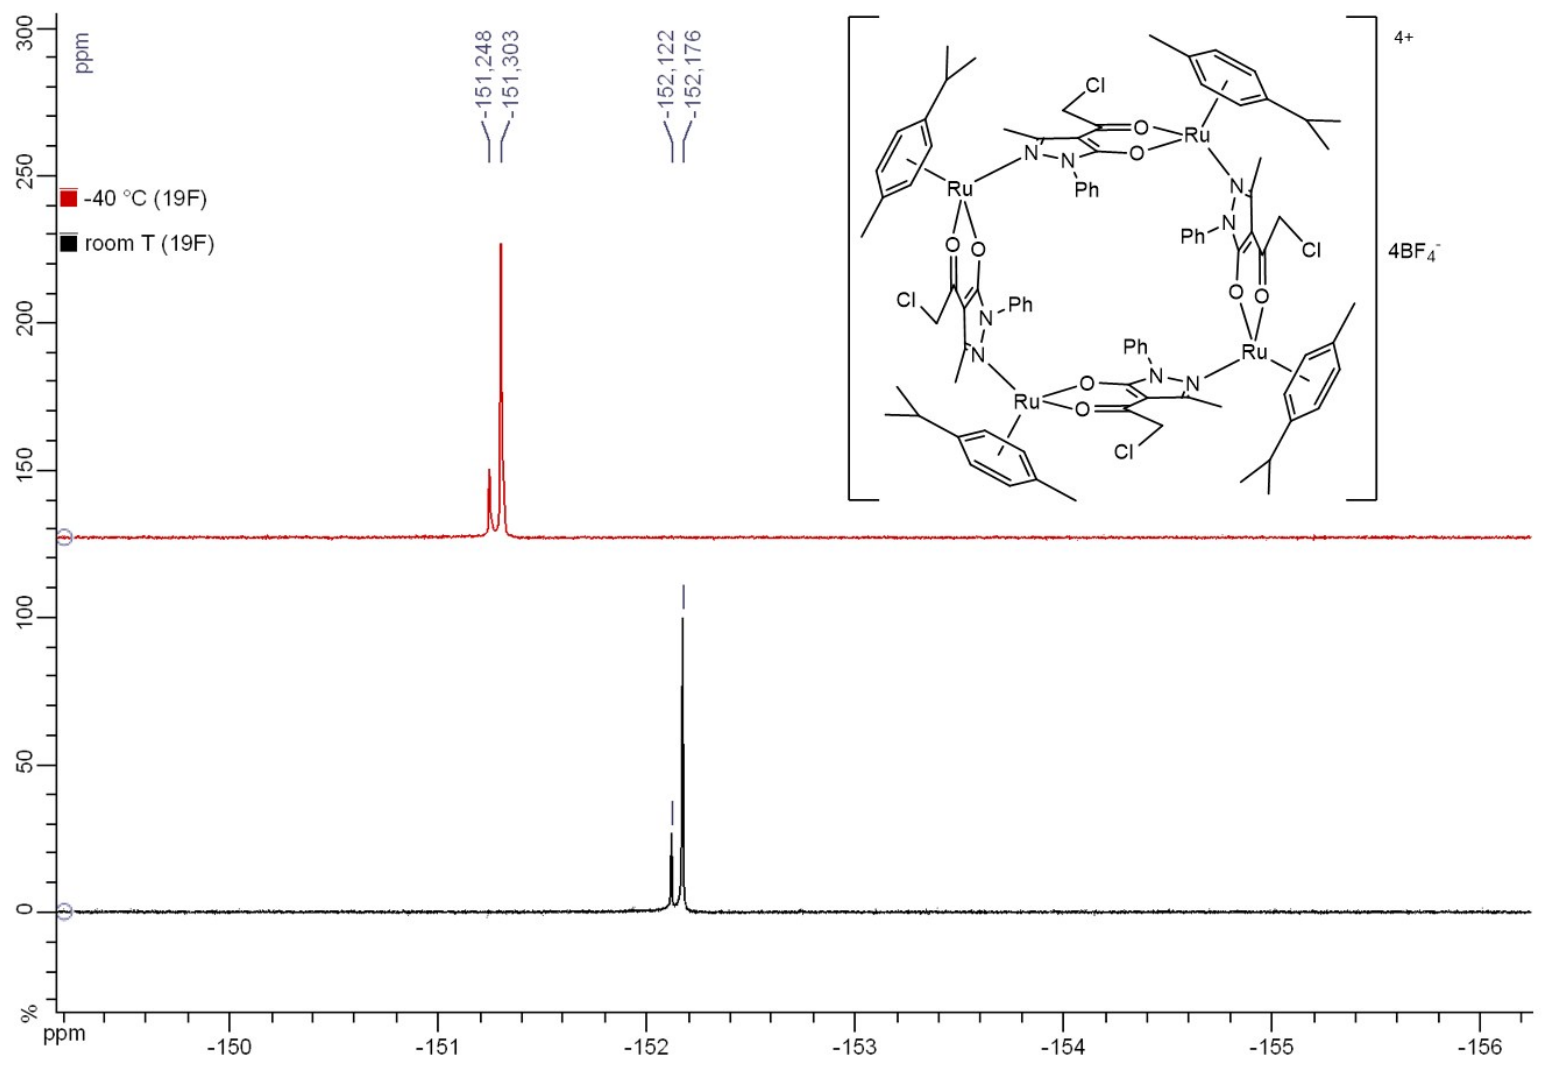 300
250
200
150
100
50
0
%
ppm
-151,248
-151,303
-152,122
-152,176
-40 °C (19F)
room T (19F)
4+
4BF4-
Cl
O
O
Ru
N
N
Ph
Ru
N
N
Ph
Cl
O
O
Ru
O
O
Cl
N
Ph
N
Ru
O
O
Ph
N
N
Cl
Ru
ppm
-150
-151
-152
-153
-154
-155
-156